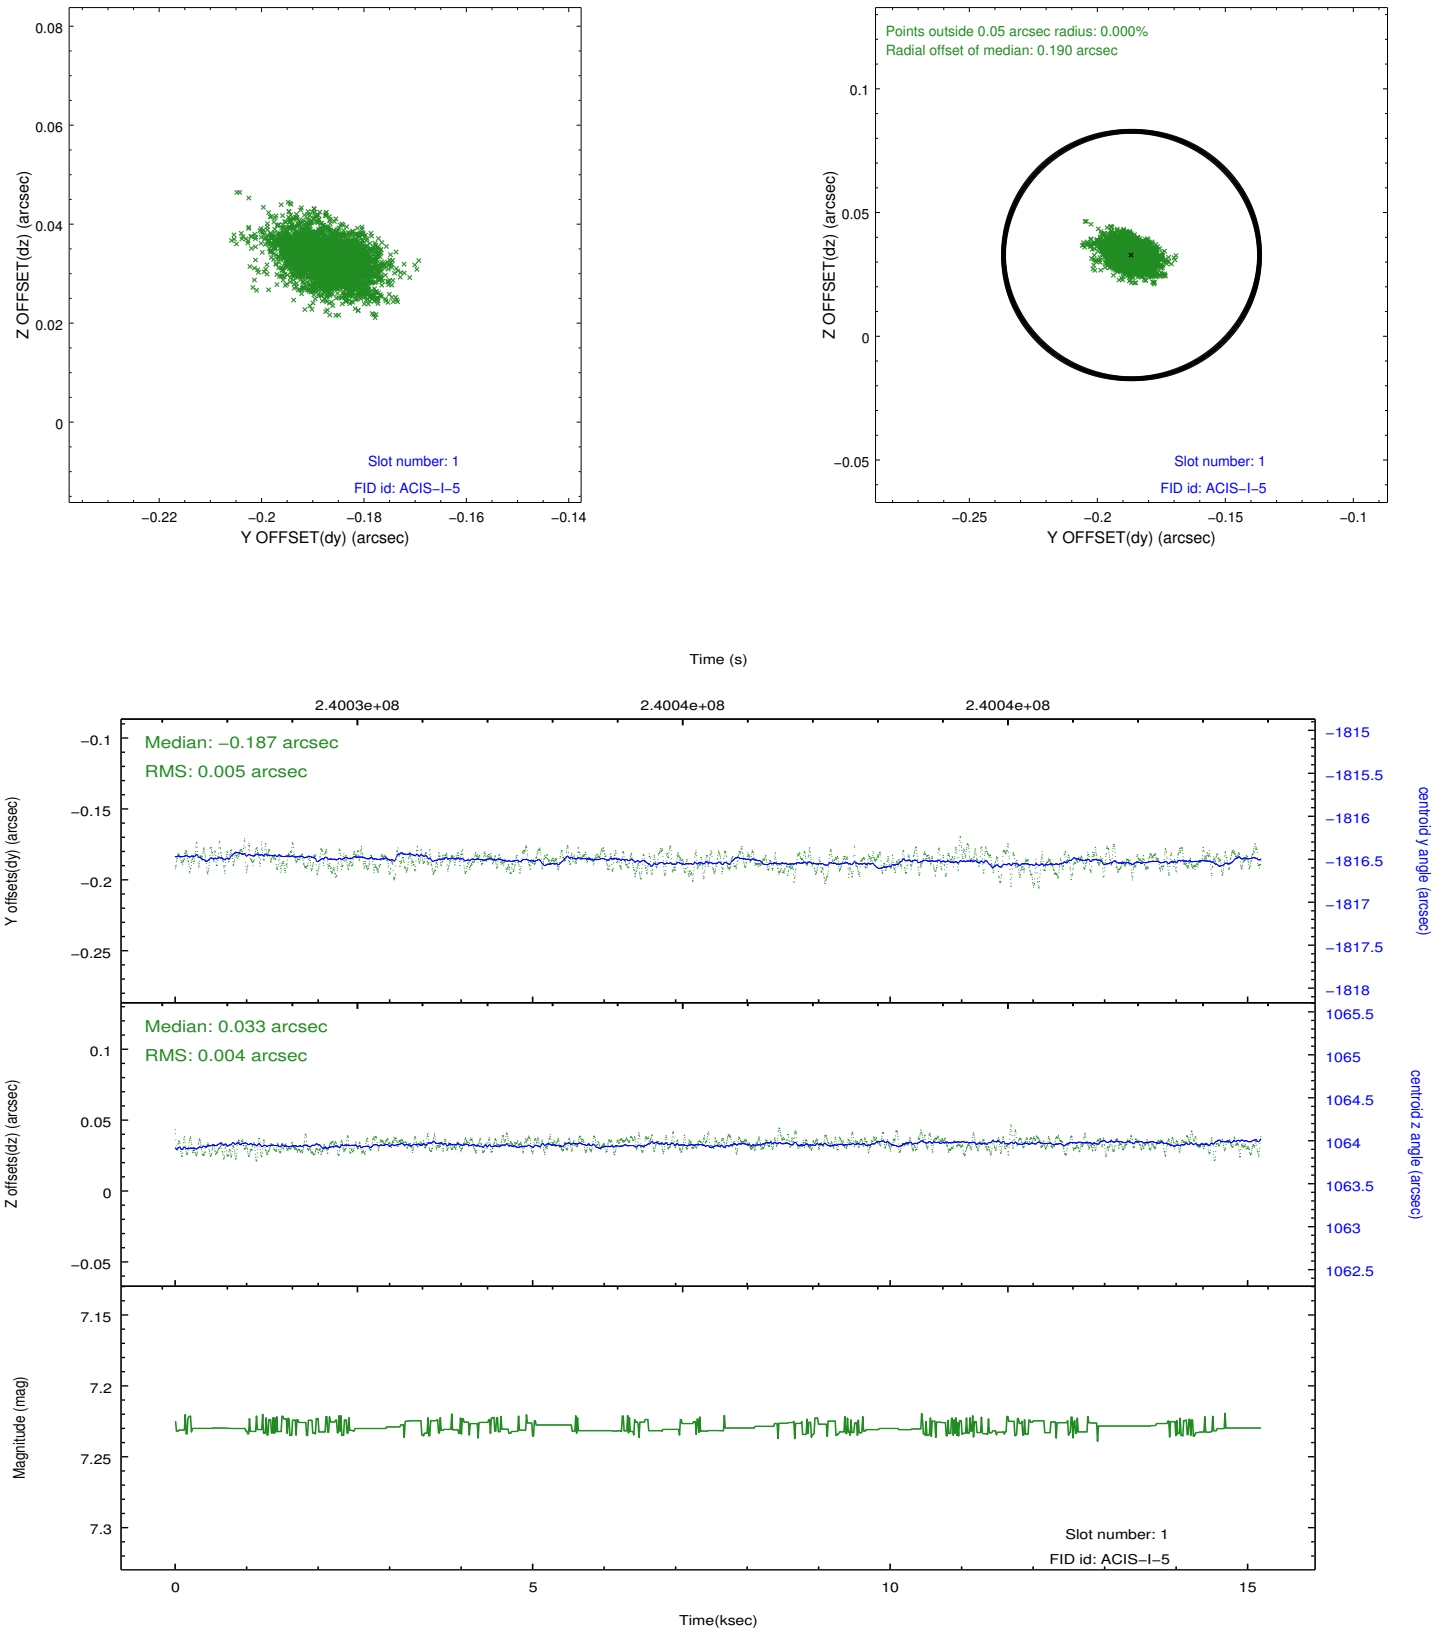 0.08
0.06
0.04
0.02
0
Z OFFSET(dz) (arcsec)
Slot number: 1
FID id: ACIS−I−5
−0.22 −0.2 −0.18 −0.16 −0.14
Y OFFSET(dy) (arcsec)
Points outside 0.05 arcsec radius: 0.000%
Radial offset of median: 0.190 arcsec
0.1
0.05
0
−0.05
Z OFFSET(dz) (arcsec)
Slot number: 1
FID id: ACIS−I−5
−0.25 −0.2 −0.15 −0.1
Y OFFSET(dy) (arcsec)
Time (s)
2.4003e+08 2.4004e+08 2.4004e+08
Median: −0.187 arcsec
RMS: 0.005 arcsec
−0.1
−0.15
−0.2
−0.25
Y offsets(dy) (arcsec)
−1815
−1815.5
−1816
−1816.5
−1817
−1817.5
−1818
centroid y angle (arcsec)
Median: 0.033 arcsec
RMS: 0.004 arcsec
0.1
0.05
0
−0.05
Z offsets(dz) (arcsec)
1065.5
1065
1064.5
1064
1063.5
1063
1062.5
centroid z angle (arcsec)
7.15
7.2
7.25
7.3
Magnitude (mag)
Slot number: 1
FID id: ACIS−I−5
0 5 10 15
Time(ksec)